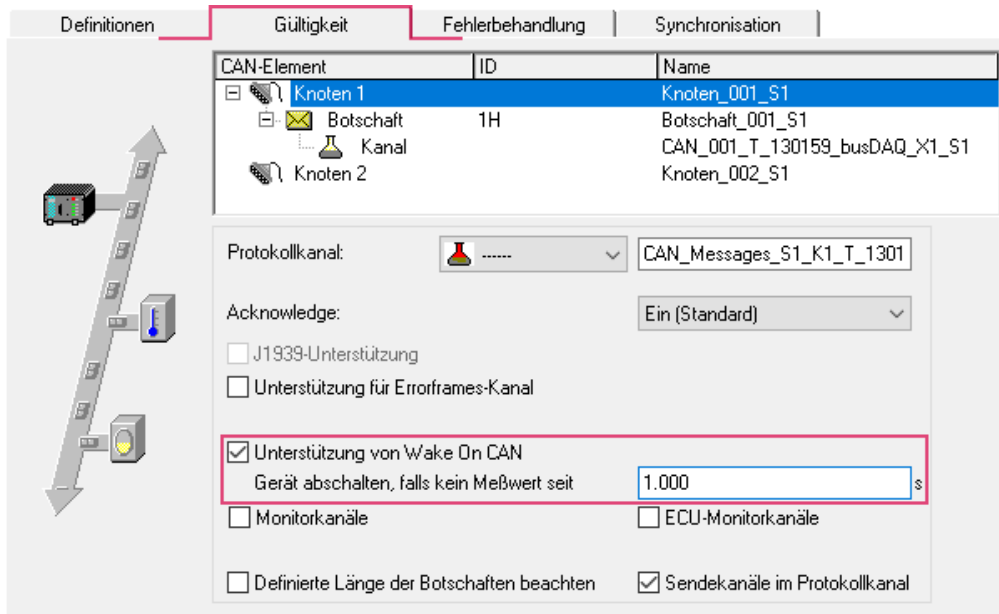 Definitionen Gültigkeit Fehlerbehandlung Synchronisation
CAN-Element ID Name
Knoten 1 Knoten_001_S1
Botschaft 1H Botschaft_001_S1
Kanal CAN_001_T_130159_busDAQ_X1_S1
Knoten 2 Knoten_002_S1
Protokollkanal: ------ CAN_Messages_S1_K1_T_1301
Acknowledge: Ein (Standard)
J1939-Unterstützung
Unterstützung für Errorframes-Kanal
Unterstützung von Wake On CAN
Gerät abschalten, falls kein Meßwert seit 1.000 s
Monitorkanäle ECU-Monitorkanäle
Definierte Länge der Botschaften beachten Sendekanäle im Protokollkanal